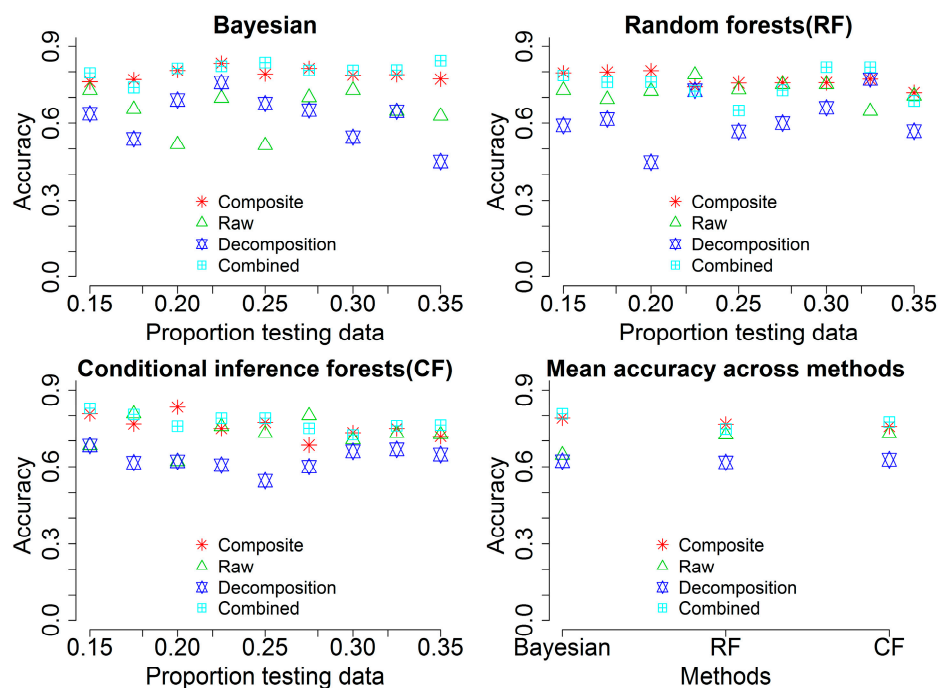 Bayesian
Accuracy
0.9
0.6
0.3
0.0
Composite
Raw
Decomposition
Combined
0.15 0.20 0.25 0.30 0.35
Proportion testing data
Random forests(RF)
Accuracy
0.9
0.6
0.3
0.0
Composite
Raw
Decomposition
Combined
0.15 0.20 0.25 0.30 0.35
Proportion testing data
Conditional inference forests(CF)
Accuracy
0.9
0.6
0.3
0.0
Composite
Raw
Decomposition
Combined
0.15 0.20 0.25 0.30 0.35
Proportion testing data
Mean accuracy across methods
Accuracy
0.9
0.6
0.3
0.0
Composite
Raw
Decomposition
Combined
Bayesian RF CF
Methods